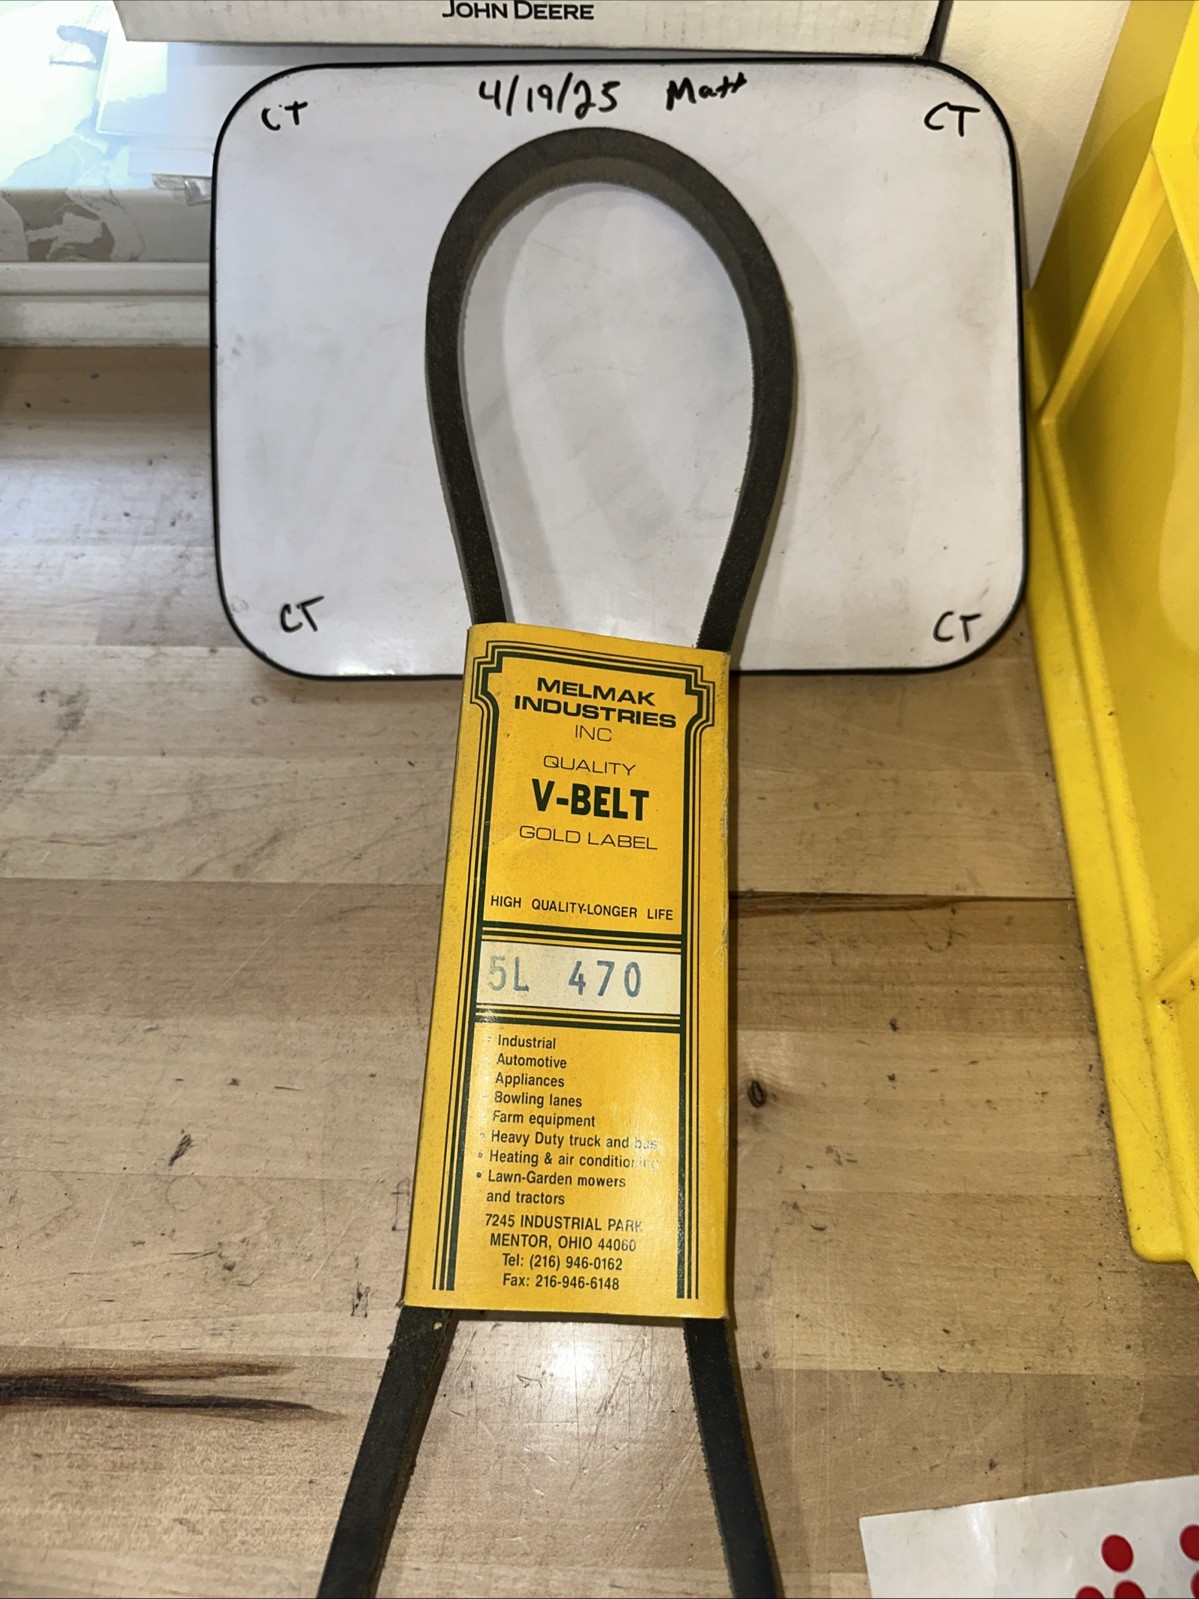 JOHN DEERE
CT 4/19/25 Matt CT
MELMAK
INDUSTRIES
INC
QUALITY
V-BELT
GOLD LABEL
HIGH QUALITY-LONGER LIFE
5L 470
• Industrial
• Automotive
• Appliances
• Bowling lanes
• Farm equipment
• Heavy Duty truck and bus
• Heating & air conditioning
• Lawn-Garden mowers
and tractors
7245 INDUSTRIAL PARK
MENTOR, OHIO 44060
Tel: (216) 946-0162
Fax: 216-946-6148
CT CT